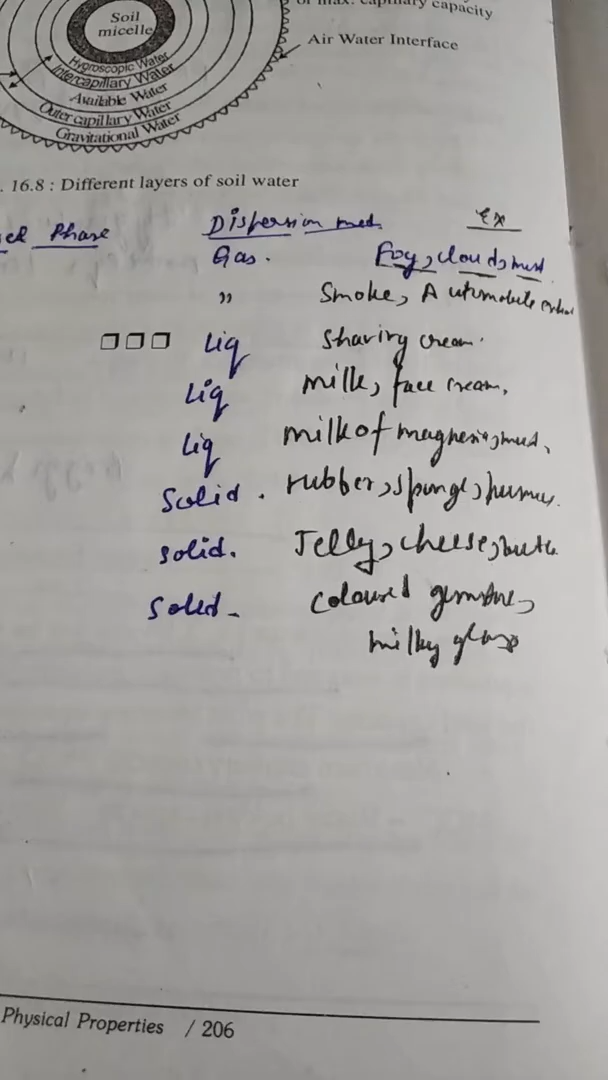 of max. capillary capacity
Soil
micelle
Air Water Interface
Hygroscopic Water
Intercapillary Water
Available Water
Outer capillary Water
Gravitational Water
16.8 : Different layers of soil water
Phase Dispersion med. Ex
Gas. Fog, clouds, mist
" Smoke, Automobile
Liq Shaving cream.
Liq milk, face cream,
Liq milk of magnesia, mud,
Solid. rubber, sponge, pumus.
Solid. Jelly, cheese,
Solid - coloured gemstone,
milky glass
Physical Properties / 206